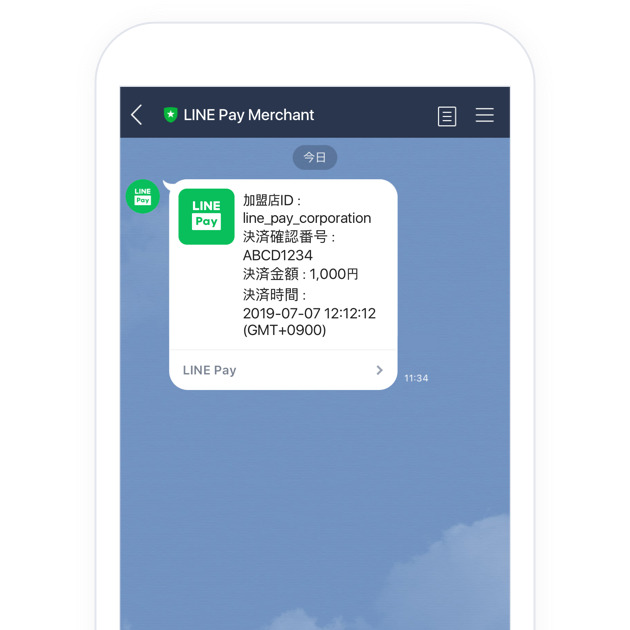 LINE Pay Merchant
今日
LINE
Pay
LINE
Pay
加盟店ID :
line_pay_corporation
決済確認番号 :
ABCD1234
決済金額 : 1,000円
決済時間 :
2019-07-07 12:12:12
(GMT+0900)
LINE Pay
11:34